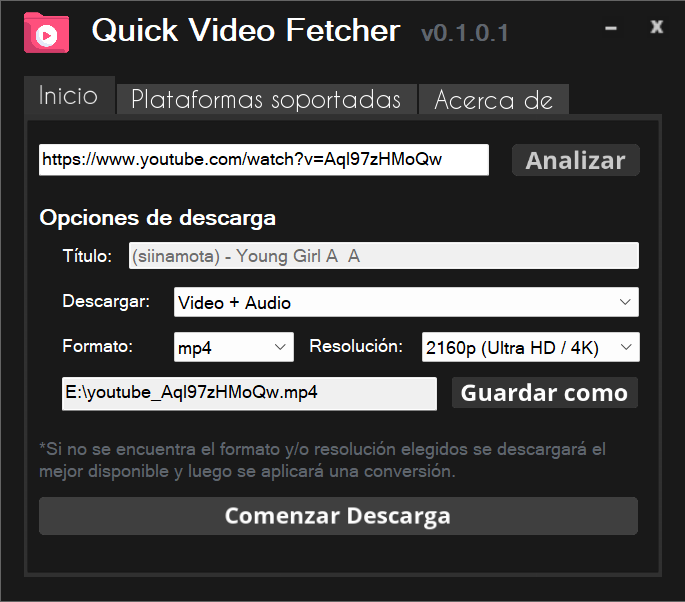 Quick Video Fetcher v0.1.0.1
Inicio Plataformas soportadas Acerca de
https://www.youtube.com/watch?v=Aql97zHMoQw Analizar
Opciones de descarga
Título: (siinamota) - Young Girl A  A
Descargar: Video + Audio
Formato: mp4 Resolución: 2160p (Ultra HD / 4K)
E:\youtube_Aql97zHMoQw.mp4 Guardar como
*Si no se encuentra el formato y/o resolución elegidos se descargará el
mejor disponible y luego se aplicará una conversión.
Comenzar Descarga